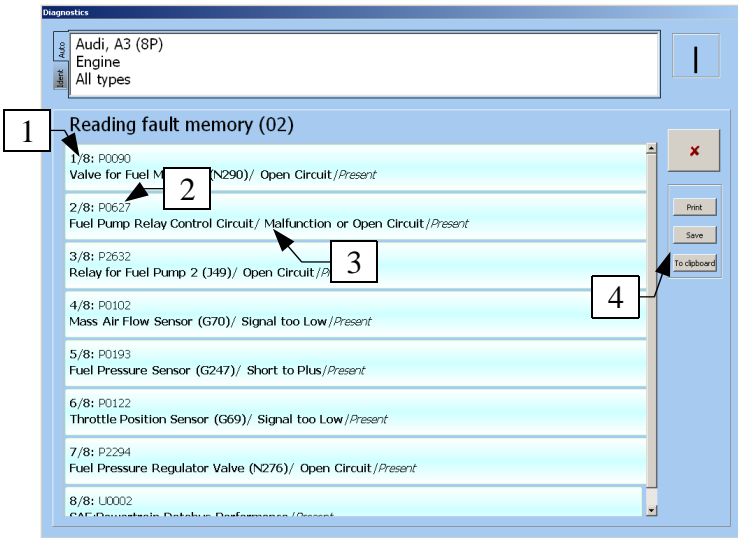 Diagnostics
Auto
Ident
Audi, A3 (8P)
Engine
All types
Reading fault memory (02)
1
1/8: P0090
Valve for Fuel M (N290)/ Open Circuit/Present
2
2/8: P0627
Fuel Pump Relay Control Circuit/ Malfunction or Open Circuit/Present
3
3/8: P2632
Relay for Fuel Pump 2 (J49)/ Open Circuit/P
4/8: P0102
Mass Air Flow Sensor (G70)/ Signal too Low/Present
5/8: P0193
Fuel Pressure Sensor (G247)/ Short to Plus/Present
6/8: P0122
Throttle Position Sensor (G69)/ Signal too Low/Present
7/8: P2294
Fuel Pressure Regulator Valve (N276)/ Open Circuit/Present
8/8: U0002
SAE:Powertrain Databus Performance /Present
Print
Save
To clipboard
4